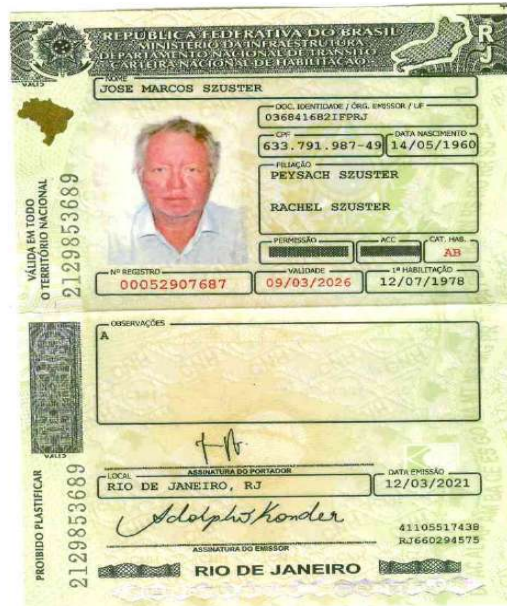 REPÚBLICA FEDERATIVA DO BRASIL
MINISTÉRIO DA INFRAESTRUTURA
DEPARTAMENTO NACIONAL DE TRÂNSITO
CARTEIRA NACIONAL DE HABILITAÇÃO
RJ
NOME
JOSE MARCOS SZUSTER
DOC. IDENTIDADE / ÓRG. EMISSOR / UF
036841682IFPRJ
CPF
633.791.987-49
DATA NASCIMENTO
14/05/1960
FILIAÇÃO
PEYSACH SZUSTER
RACHEL SZUSTER
PERMISSÃO
ACC
CAT. HAB.
AB
Nº REGISTRO
00052907687
VALIDADE
09/03/2026
1ª HABILITAÇÃO
12/07/1978
VÁLIDA EM TODO
O TERRITÓRIO NACIONAL
2129853689
OBSERVAÇÕES
A
ASSINATURA DO PORTADOR
LOCAL
RIO DE JANEIRO, RJ
DATA EMISSÃO
12/03/2021
Adolpho Konder
ASSINATURA DO EMISSOR
41105517438
RJ660294575
PROIBIDO PLASTIFICAR
2129853689
RIO DE JANEIRO